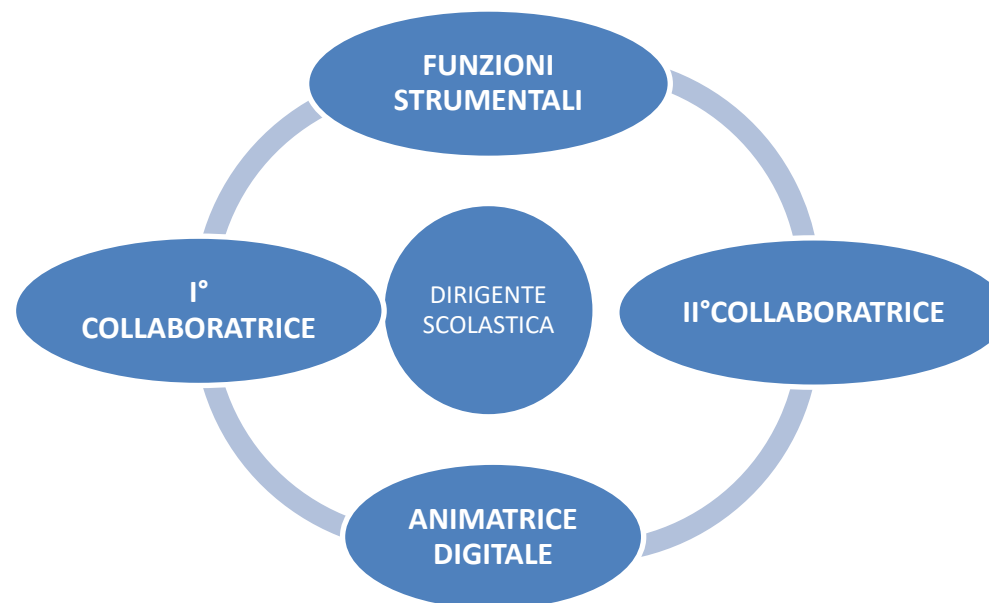 FUNZIONI
STRUMENTALI
I°
COLLABORATRICE
DIRIGENTE
SCOLASTICA
II°COLLABORATRICE
ANIMATRICE
DIGITALE